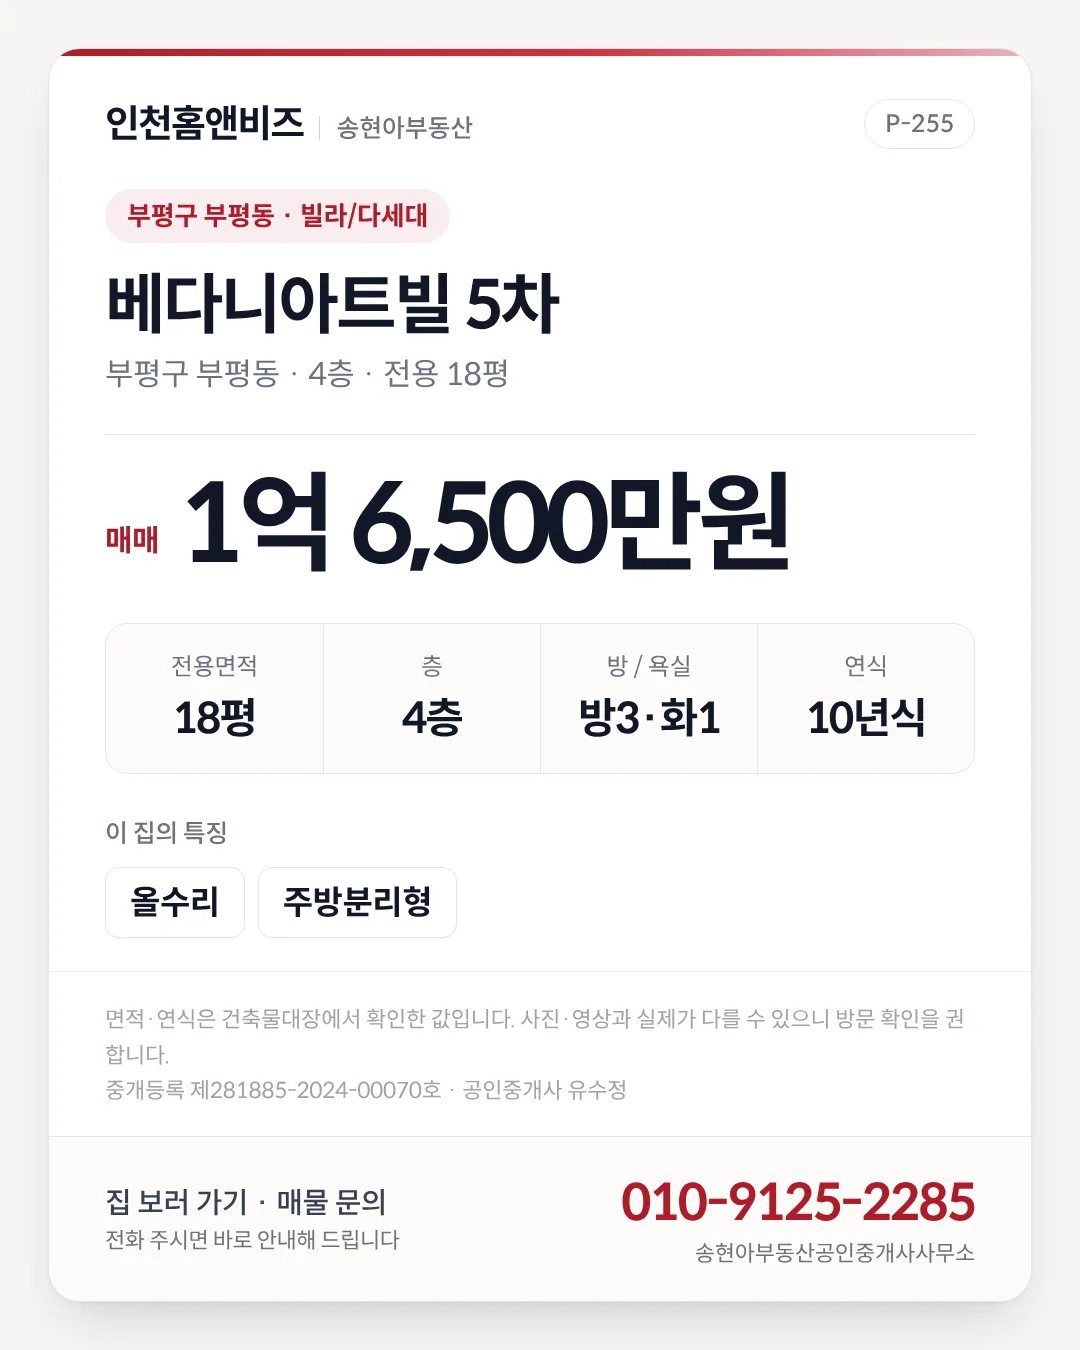 인천홈앤비즈 | 송현아부동산
P-255
부평구 부평동 · 빌라/다세대
베다니아트빌 5차
부평구 부평동 · 4층 · 전용 18평
매매 1억 6,500만원
전용면적 층 방 / 욕실 연식
18평 4층 방3·화1 10년식
이 집의 특징
올수리 주방분리형
면적·연식은 건축물대장에서 확인한 값입니다. 사진·영상과 실제가 다를 수 있으니 방문 확인을 권
합니다.
중개등록 제281885-2024-00070호 · 공인중개사 유수정
집 보러 가기 · 매물 문의
전화 주시면 바로 안내해 드립니다
010-9125-2285
송현아부동산공인중개사사무소